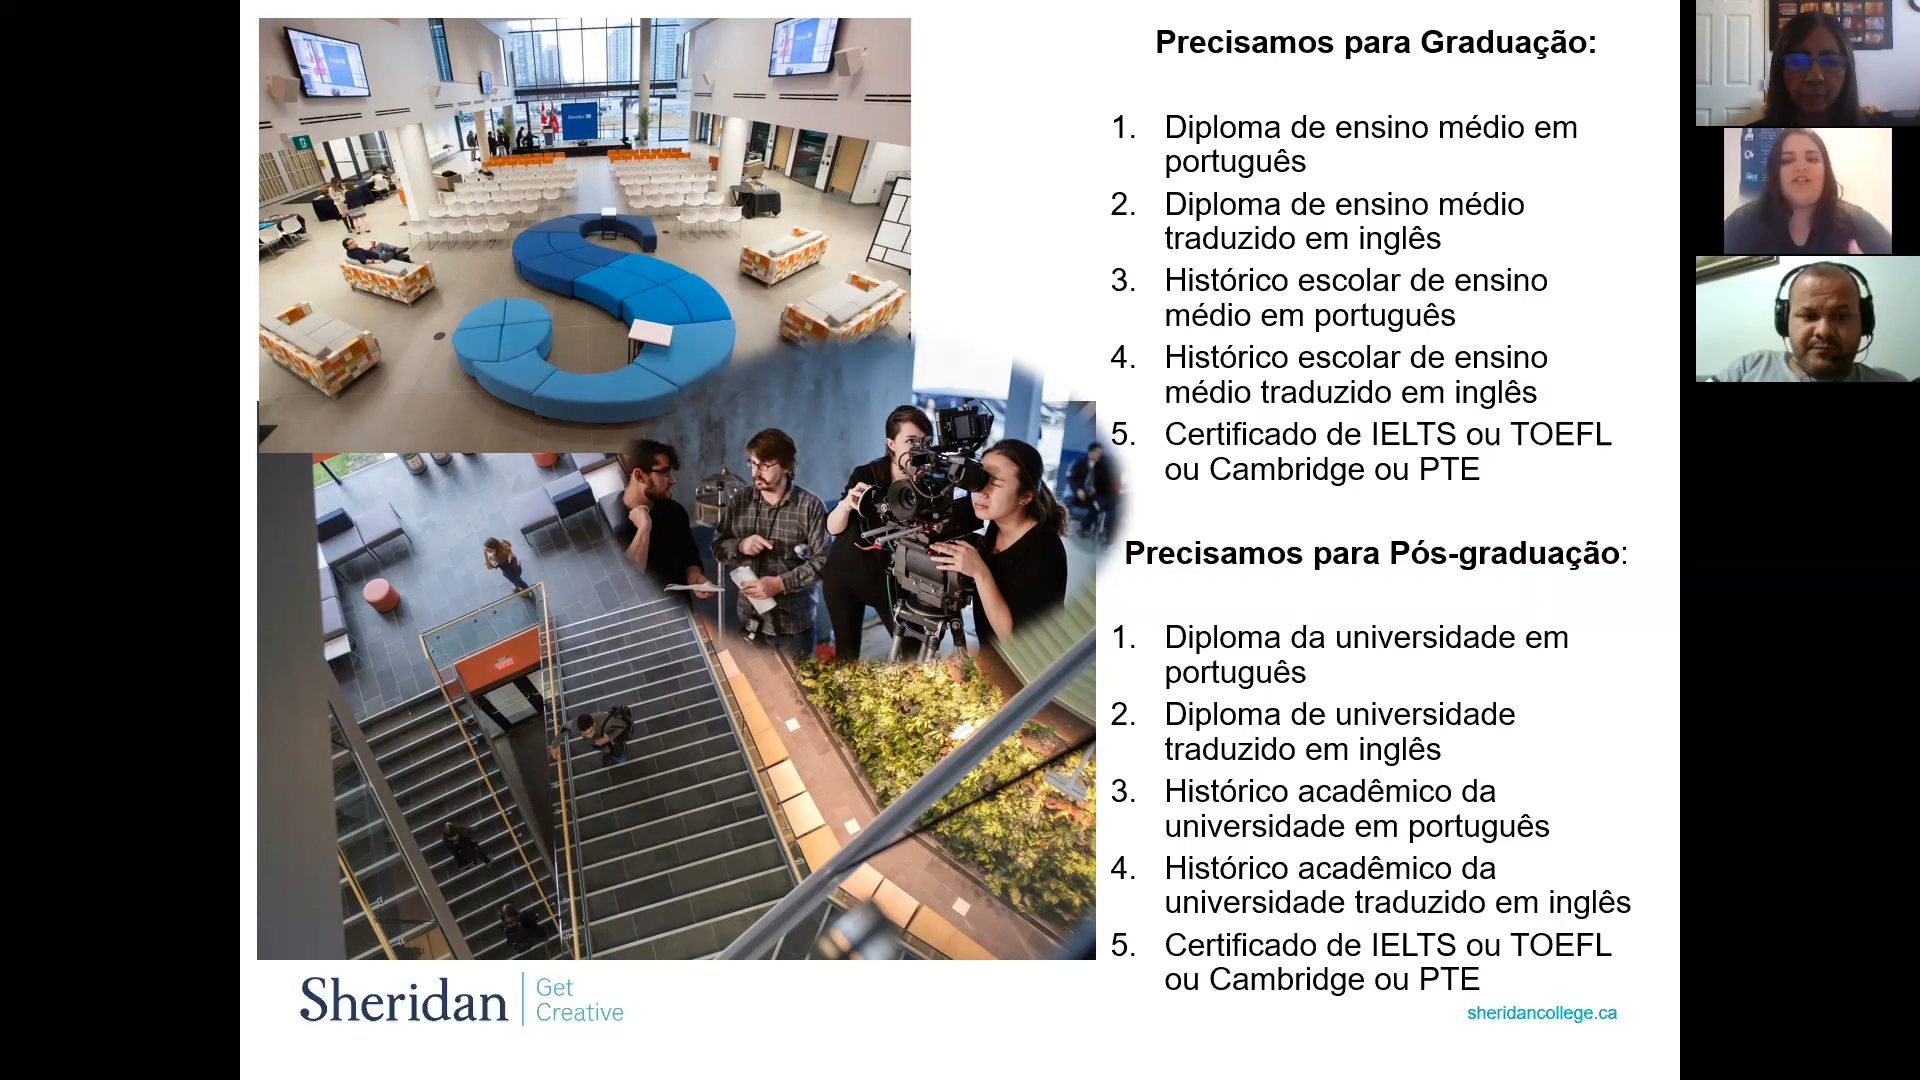 Precisamos para Graduação:
1. Diploma de ensino médio em
português
2. Diploma de ensino médio
traduzido em inglês
3. Histórico escolar de ensino
médio em português
4. Histórico escolar de ensino
médio traduzido em inglês
5. Certificado de IELTS ou TOEFL
ou Cambridge ou PTE
Precisamos para Pós-graduação:
1. Diploma da universidade em
português
2. Diploma de universidade
traduzido em inglês
3. Histórico acadêmico da
universidade em português
4. Histórico acadêmico da
universidade traduzido em inglês
5. Certificado de IELTS ou TOEFL
ou Cambridge ou PTE
sheridancollege.ca
Sheridan
Get
Creative